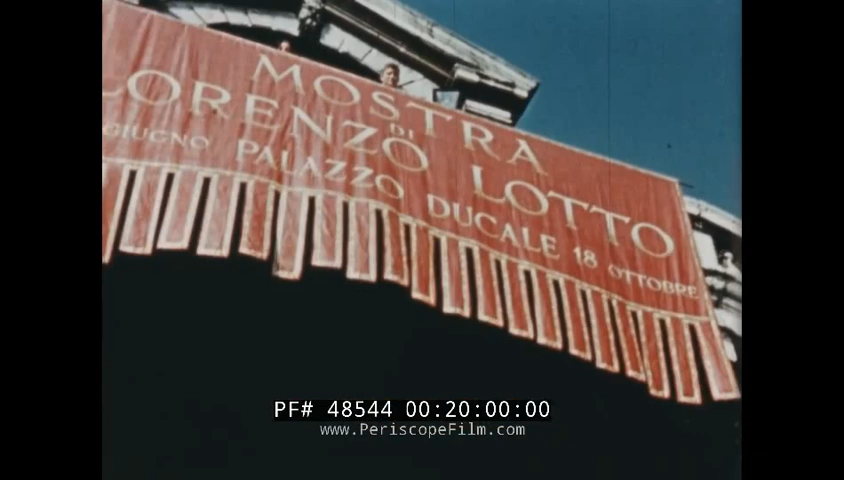 MOSTRA
DI
LORENZO LOTTO
GIUGNO PALAZZO DUCALE 18 OTTOBRE
PF# 48544 00:20:00:00
www.PeriscopeFilm.com